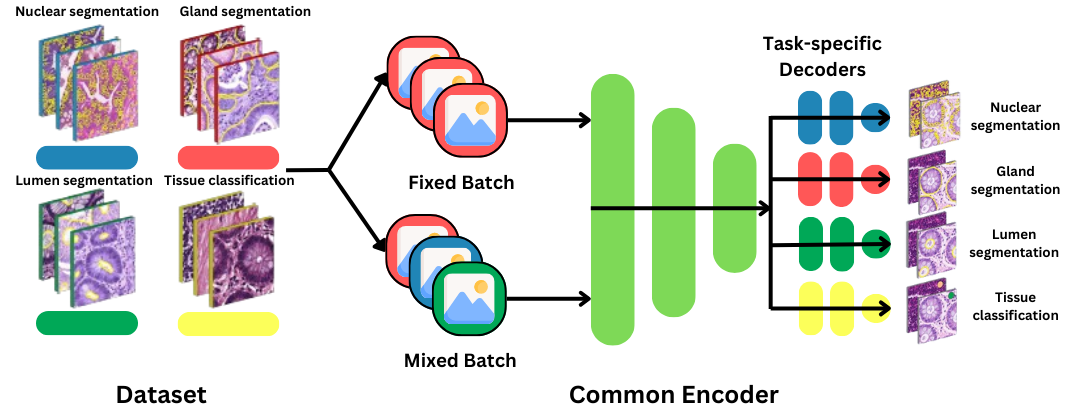 Nuclear segmentation
Gland segmentation
Lumen segmentation
Tissue classification
Dataset
Fixed Batch
Mixed Batch
Common Encoder
Task-specific
Decoders
Nuclear
segmentation
Gland
segmentation
Lumen
segmentation
Tissue
classification